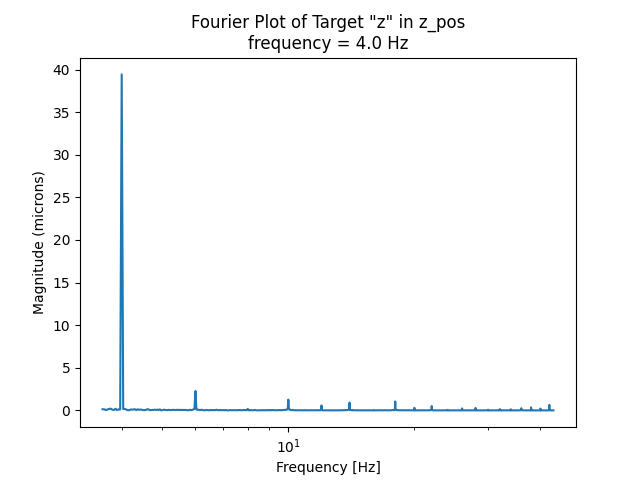 Fourier Plot of Target "z" in z_pos
frequency = 4.0 Hz
40
35
30
25
20
15
10
5
0
Magnitude (microns)
10¹
Frequency [Hz]